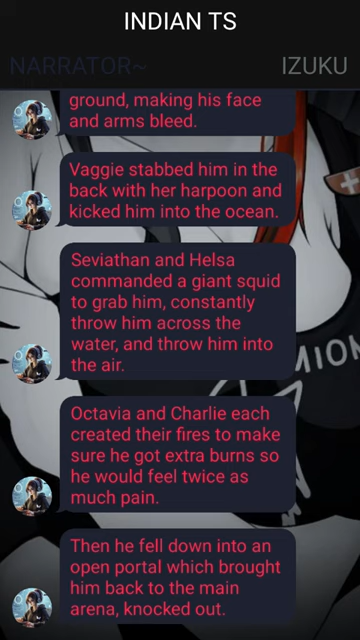 INDIAN TS
NARRATOR~
IZUKU
ground, making his face
and arms bleed.
Vaggie stabbed him in the
back with her harpoon and
kicked him into the ocean.
Seviathan and Helsa
commanded a giant squid
to grab him, constantly
throw him across the
water, and throw him into
the air.
MION
Octavia and Charlie each
created their fires to make
sure he got extra burns so
he would feel twice as
much pain.
Then he fell down into an
open portal which brought
him back to the main
arena, knocked out.